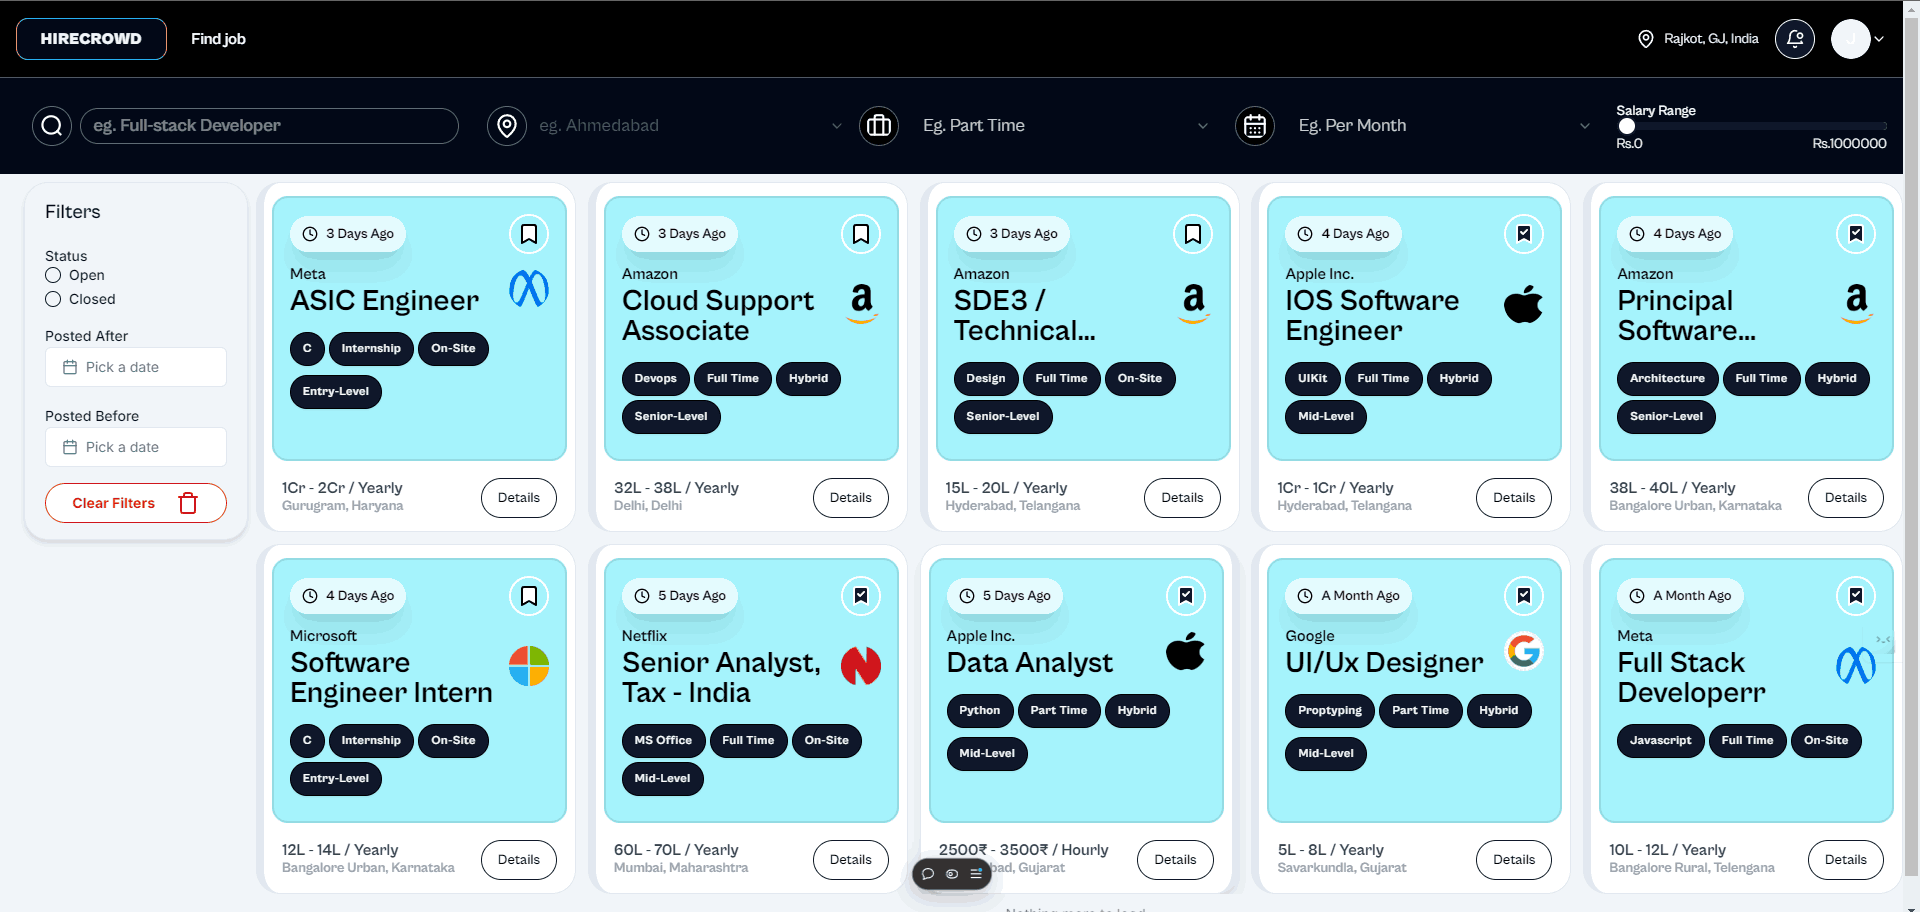 HIRECROWD
Find job
Rajkot, GJ, India
eg. Full-stack Developer
eg. Ahmedabad
Eg. Part Time
Eg. Per Month
Salary Range
Rs.0
Rs.1000000
Filters
Status
Open
Closed
Posted After
Pick a date
Posted Before
Pick a date
Clear Filters
3 Days Ago
Meta
ASIC Engineer
C
Internship
On-Site
Entry-Level
1Cr - 2Cr / Yearly
Gurugram, Haryana
Details
3 Days Ago
Amazon
Cloud Support
Associate
Devops
Full Time
Hybrid
Senior-Level
32L - 38L / Yearly
Delhi, Delhi
Details
3 Days Ago
Amazon
SDE3 /
Technical...
Design
Full Time
On-Site
Senior-Level
15L - 20L / Yearly
Hyderabad, Telangana
Details
4 Days Ago
Apple Inc.
IOS Software
Engineer
UIKit
Full Time
Hybrid
Mid-Level
1Cr - 1Cr / Yearly
Hyderabad, Telangana
Details
4 Days Ago
Amazon
Principal
Software...
Architecture
Full Time
Hybrid
Senior-Level
38L - 40L / Yearly
Bangalore Urban, Karnataka
Details
4 Days Ago
Microsoft
Software
Engineer Intern
C
Internship
On-Site
Entry-Level
12L - 14L / Yearly
Bangalore Urban, Karnataka
Details
5 Days Ago
Netflix
Senior Analyst,
Tax - India
MS Office
Full Time
On-Site
Mid-Level
60L - 70L / Yearly
Mumbai, Maharashtra
Details
5 Days Ago
Apple Inc.
Data Analyst
Python
Part Time
Hybrid
Mid-Level
2500₹ - 3500₹ / Hourly
bad, Gujarat
Details
A Month Ago
Google
UI/Ux Designer
Proptyping
Part Time
Hybrid
Mid-Level
5L - 8L / Yearly
Savarkundla, Gujarat
Details
A Month Ago
Meta
Full Stack
Developerr
Javascript
Full Time
On-Site
10L - 12L / Yearly
Bangalore Rural, Telengana
Details
Nothing more to load